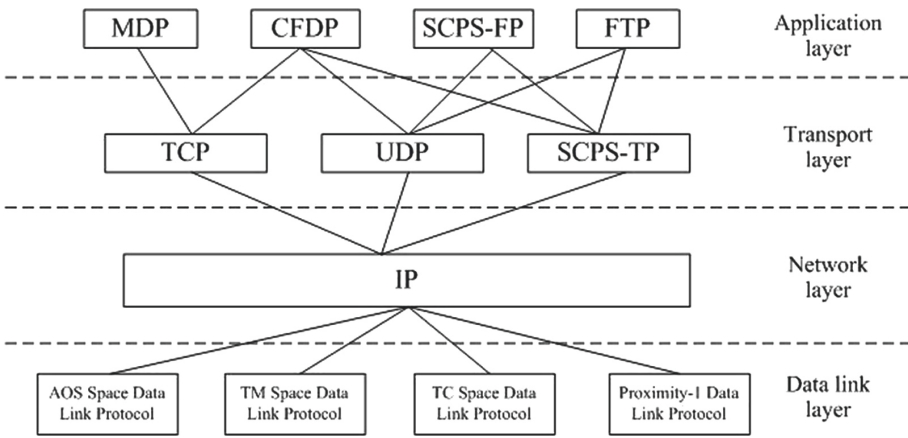 MDP
CFDP
SCPS-FP
FTP
Application
layer
TCP
UDP
SCPS-TP
Transport
layer
IP
Network
layer
AOS Space Data
Link Protocol
TM Space Data
Link Protocol
TC Space Data
Link Protocol
Proximity-1 Data
Link Protocol
Data link
layer